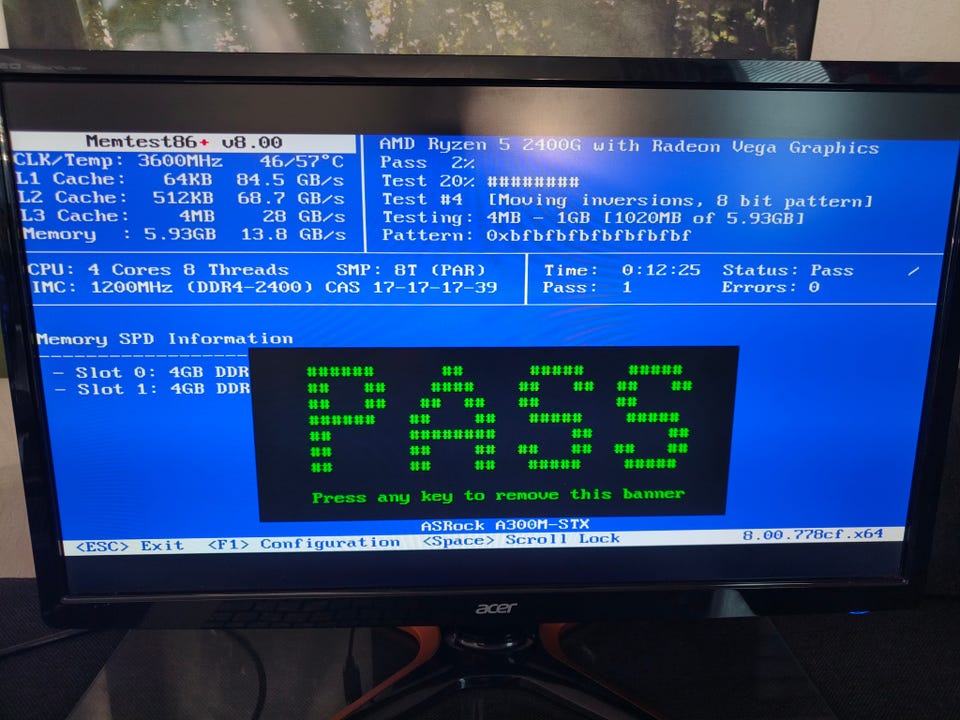 Memtest86+ v8.00
CLK/Temp: 3600MHz 46/57°C
L1 Cache: 64KB 84.5 GB/s
L2 Cache: 512KB 68.7 GB/s
L3 Cache: 4MB 28 GB/s
Memory : 5.93GB 13.8 GB/s
AMD Ryzen 5 2400G with Radeon Vega Graphics
Pass 2%
Test 20% ########
Test #4 [Moving inversions, 8 bit pattern]
Testing: 4MB - 1GB [1020MB of 5.93GB]
Pattern: 0xbfbfbfbfbfbfbfbf
CPU: 4 Cores 8 Threads SMP: 8T (PAR)
IMC: 1200MHz (DDR4-2400) CAS 17-17-17-39
Time: 0:12:25 Status: Pass /
Pass: 1 Errors: 0
Memory SPD Information
----------------------
- Slot 0: 4GB DDR
- Slot 1: 4GB DDR
PASS
Press any key to remove this banner
ASRock A300M-STX
<ESC> Exit <F1> Configuration <Space> Scroll Lock 8.00.778cf.x64
acer